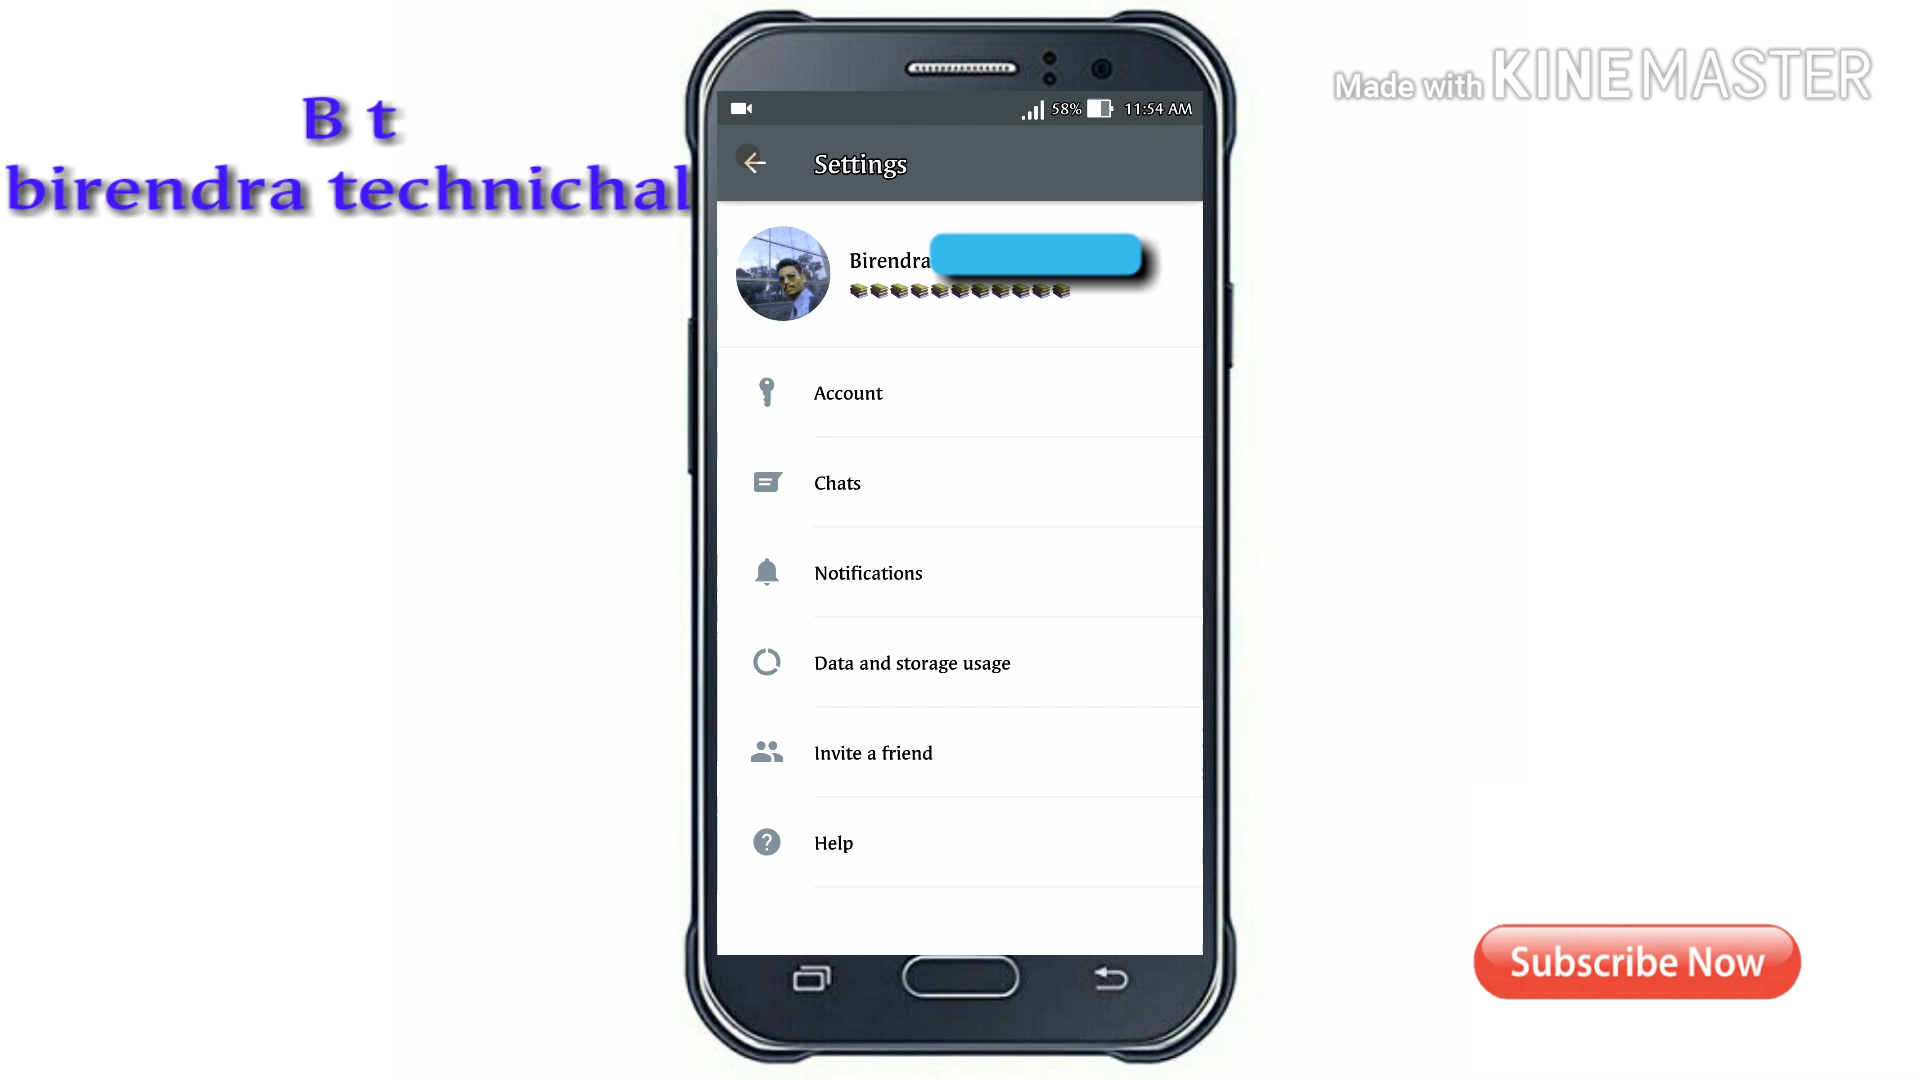 B t
birendra technichal
Made with KINEMASTER
58% 11:54 AM
Settings
Birendra
Account
Chats
Notifications
Data and storage usage
Invite a friend
Help
Subscribe Now